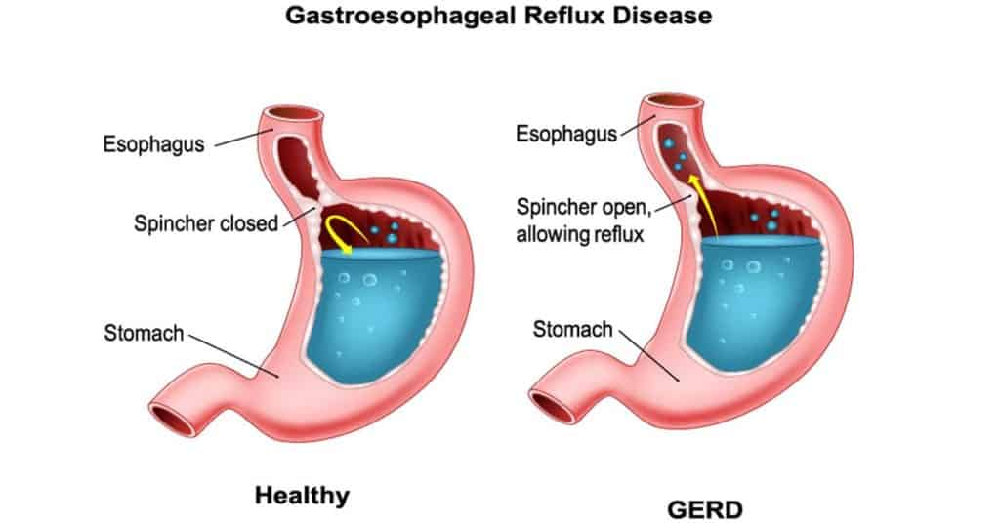 Gastroesophageal Reflux Disease
Esophagus
Spincher closed
Stomach
Healthy
Esophagus
Spincher open,
allowing reflux
Stomach
GERD